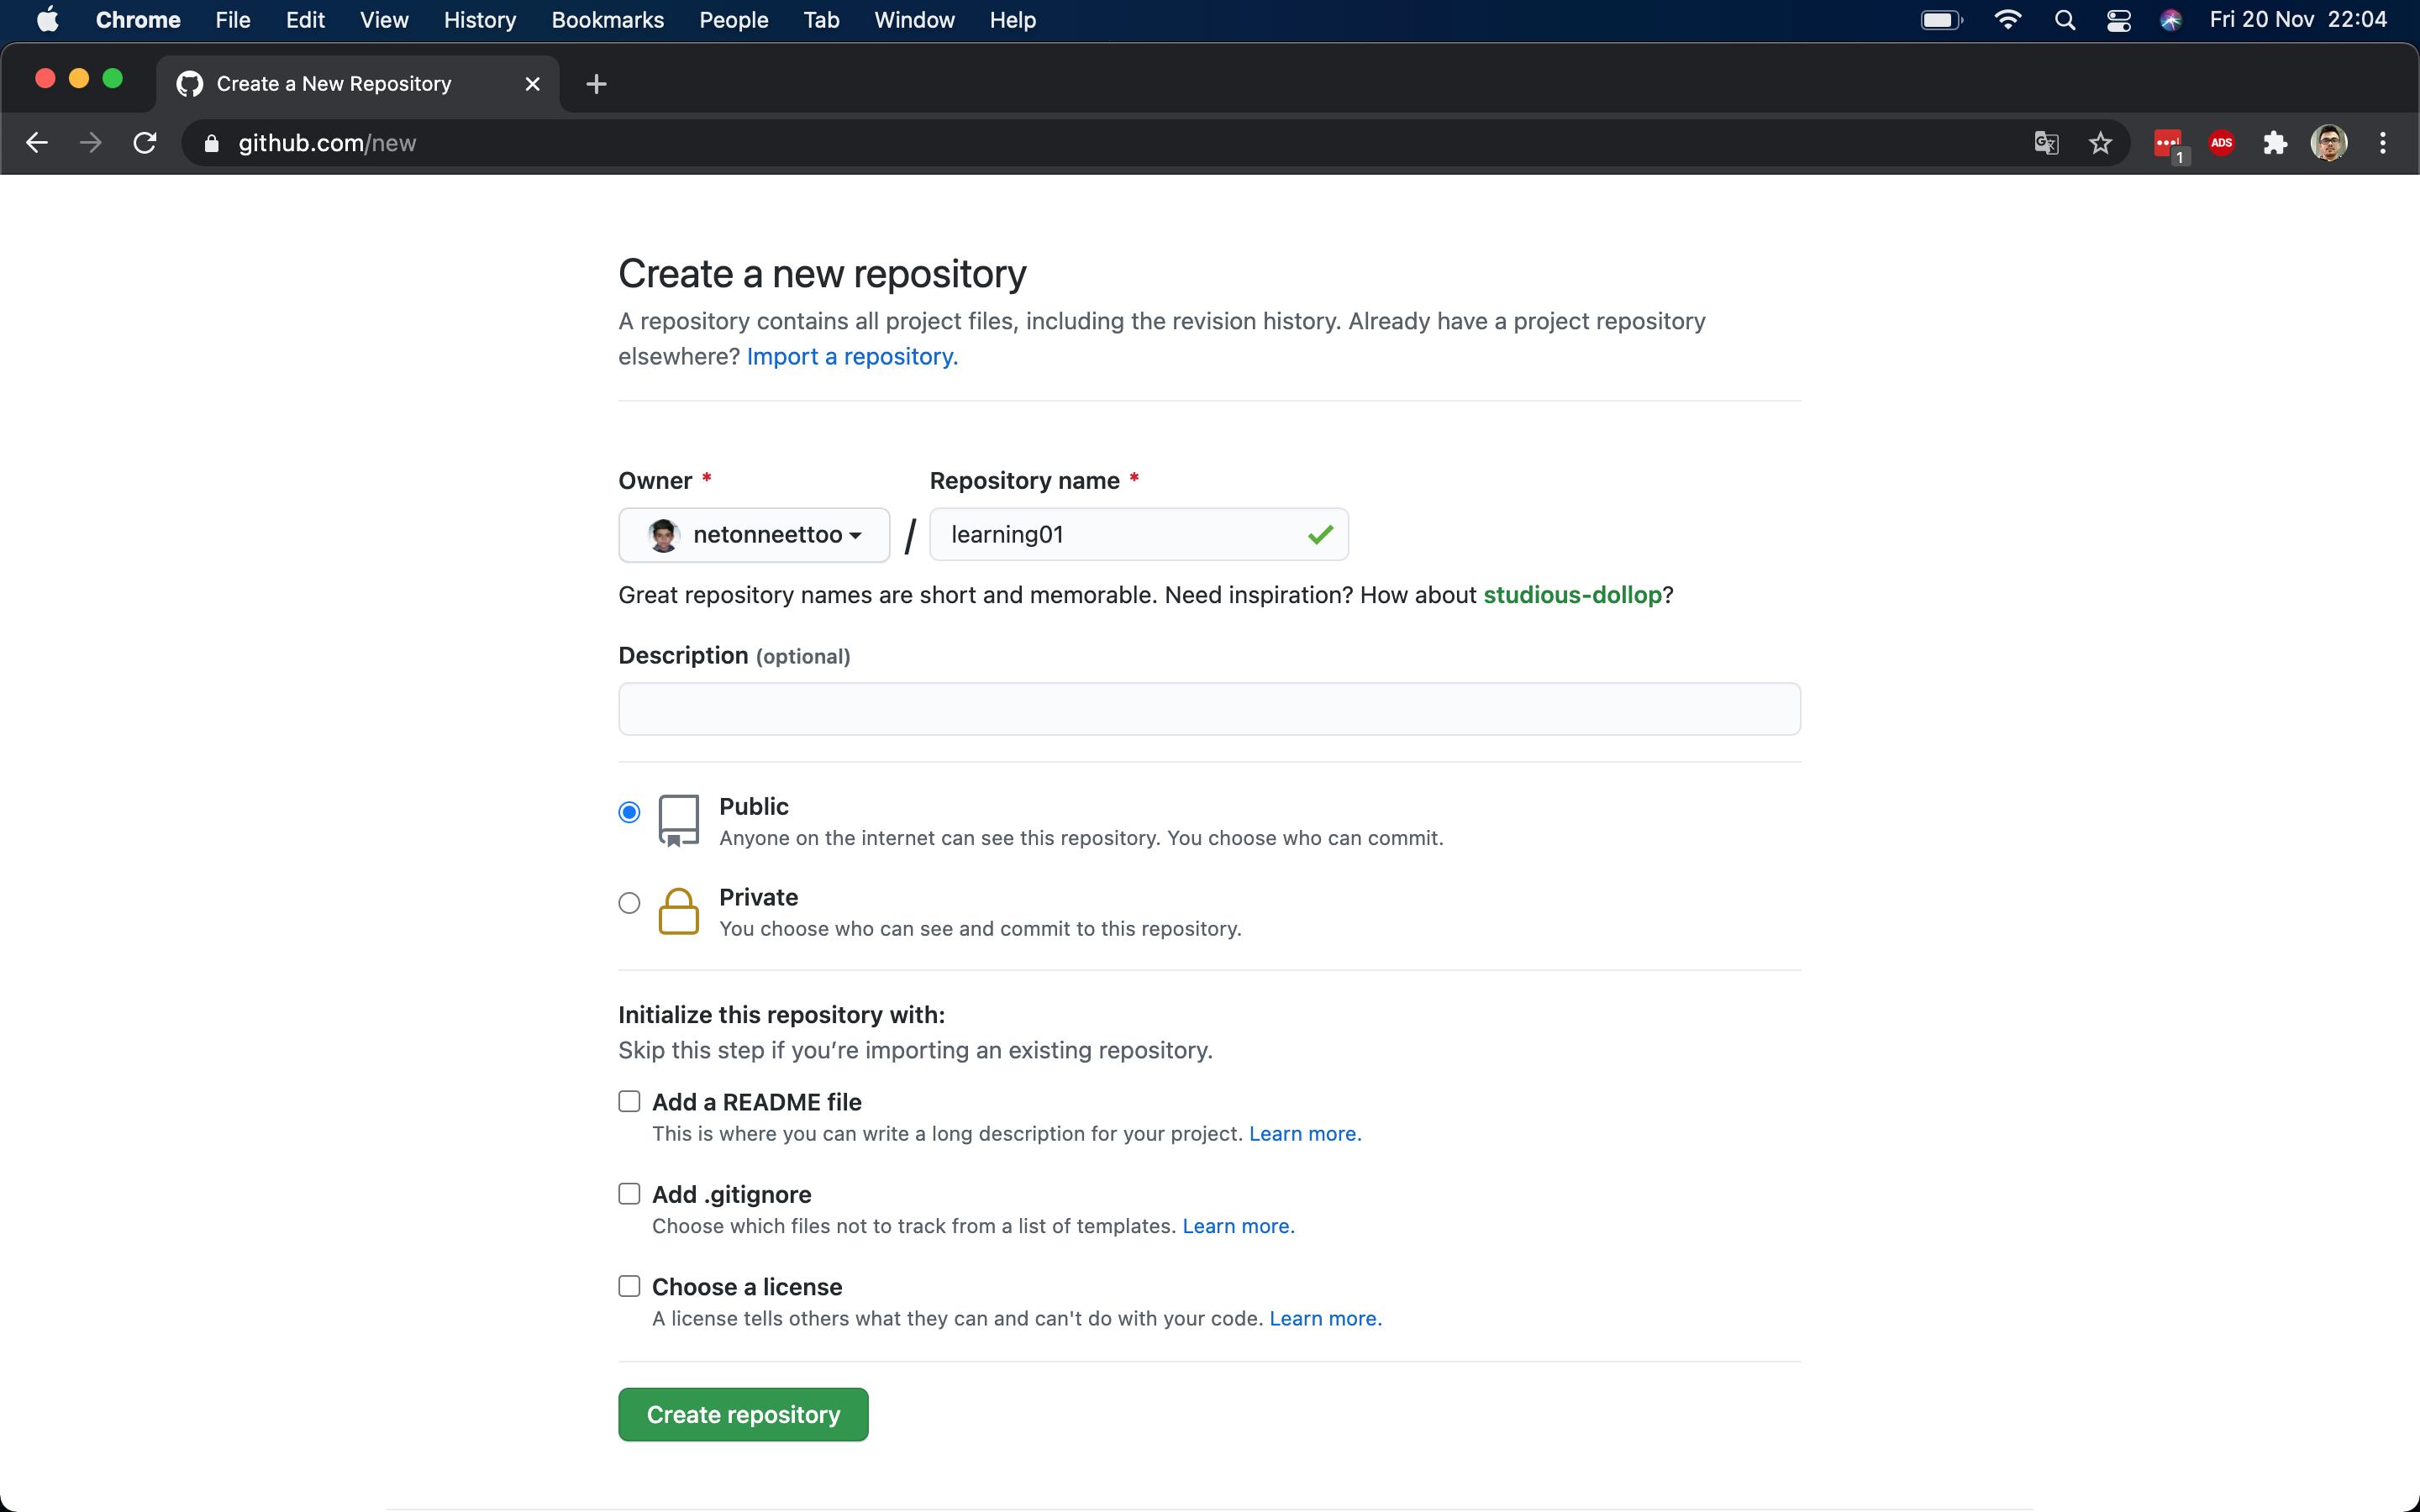 Chrome File Edit View History Bookmarks People Tab Window Help Fri 20 Nov 22:04
Create a New Repository
github.com/new
1
ADS
Create a new repository
A repository contains all project files, including the revision history. Already have a project repository
elsewhere? Import a repository.
Owner * Repository name *
netonneettoo / learning01
Great repository names are short and memorable. Need inspiration? How about studious-dollop?
Description (optional)
Public
Anyone on the internet can see this repository. You choose who can commit.
Private
You choose who can see and commit to this repository.
Initialize this repository with:
Skip this step if you’re importing an existing repository.
Add a README file
This is where you can write a long description for your project. Learn more.
Add .gitignore
Choose which files not to track from a list of templates. Learn more.
Choose a license
A license tells others what they can and can't do with your code. Learn more.
Create repository